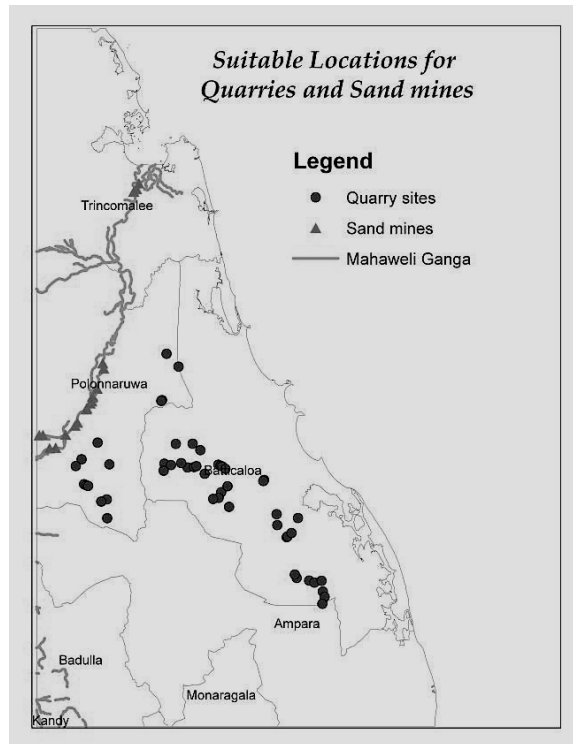 Suitable Locations for
Quarries and Sand mines
Legend
Quarry sites
Sand mines
Mahaweli Ganga
Trincomalee
Polonnaruwa
Batticaloa
Ampara
Badulla
Monaragala
Kandy